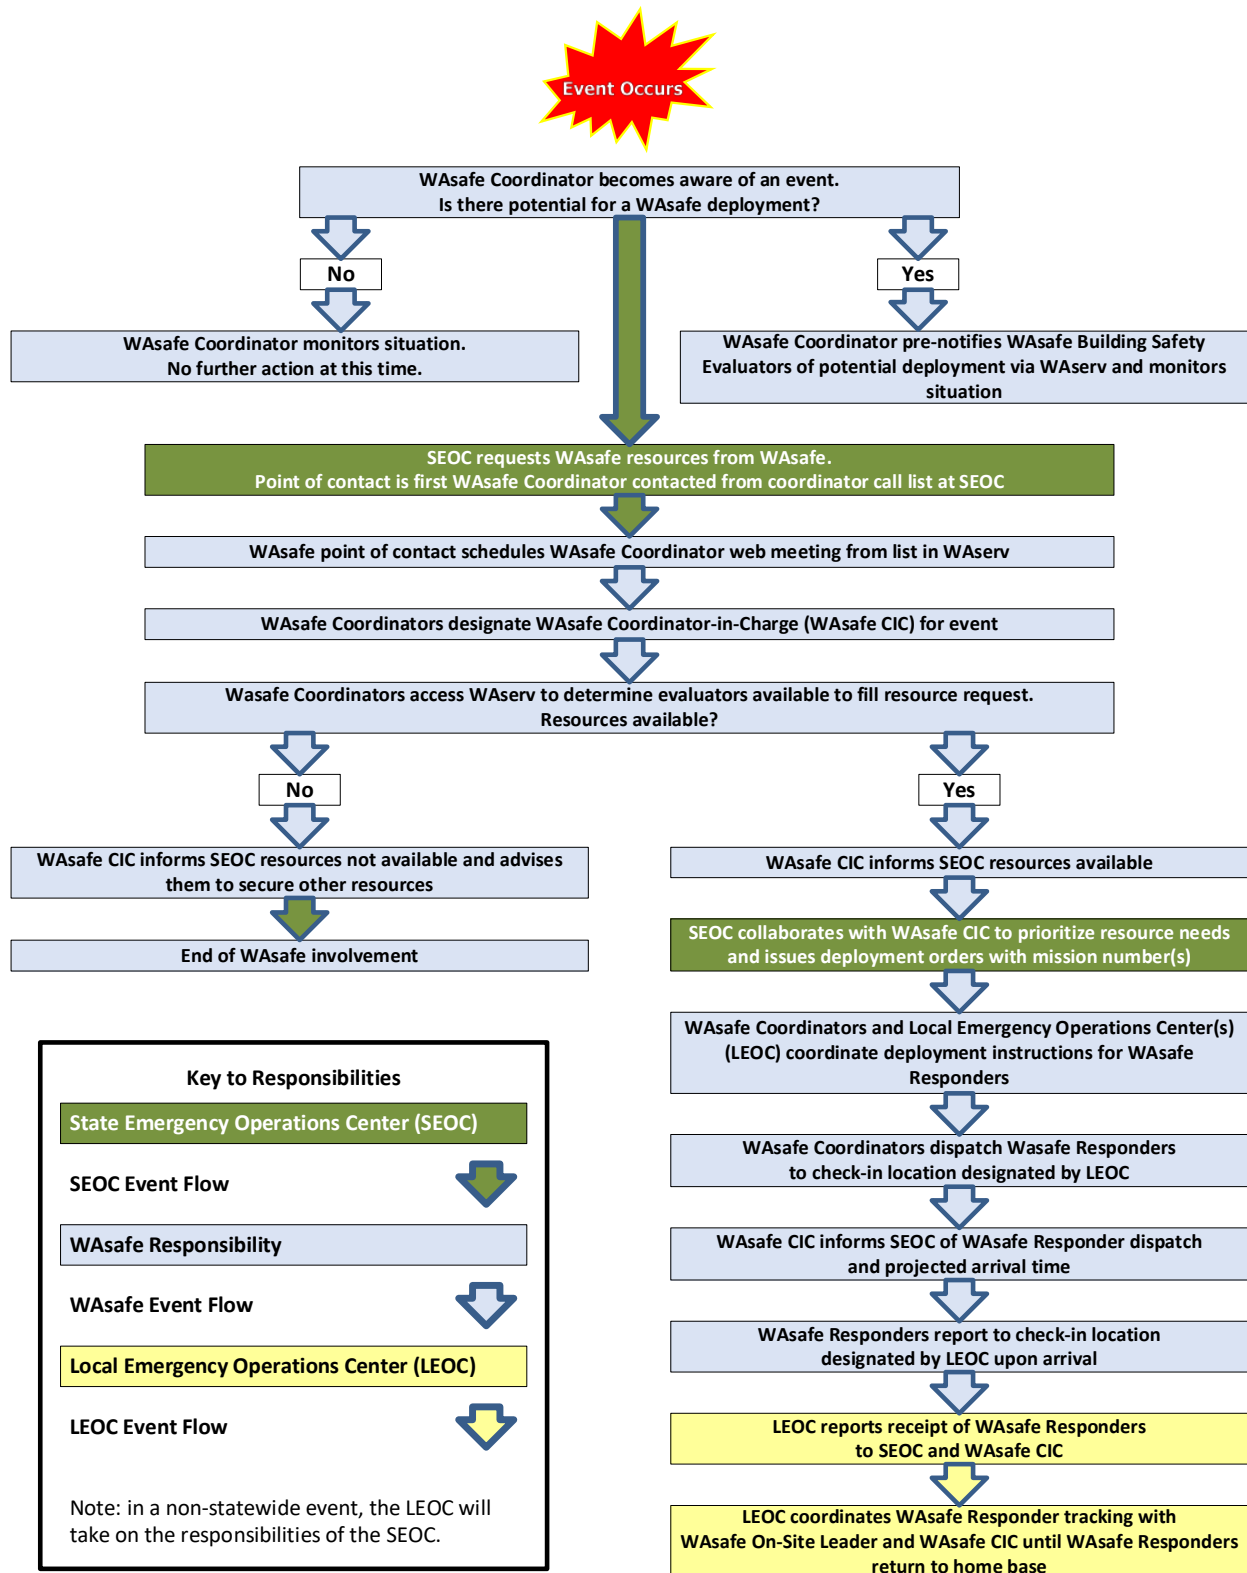 Event Occurs
WAsafe Coordinator becomes aware of an event.
Is there potential for a WAsafe deployment?
No
Yes
WAsafe Coordinator monitors situation.
No further action at this time.
WAsafe Coordinator pre-notifies WAsafe Building Safety
Evaluators of potential deployment via WAserv and monitors
situation
SEOC requests WAsafe resources from WAsafe.
Point of contact is first WAsafe Coordinator contacted from coordinator call list at SEOC
WAsafe point of contact schedules WAsafe Coordinator web meeting from list in WAserv
WAsafe Coordinators designate WAsafe Coordinator-in-Charge (WAsafe CIC) for event
Wasafe Coordinators access WAserv to determine evaluators available to fill resource request.
Resources available?
No
Yes
WAsafe CIC informs SEOC resources not available and advises
them to secure other resources
End of WAsafe involvement
WAsafe CIC informs SEOC resources available
SEOC collaborates with WAsafe CIC to prioritize resource needs
and issues deployment orders with mission number(s)
WAsafe Coordinators and Local Emergency Operations Center(s)
(LEOC) coordinate deployment instructions for WAsafe
Responders
WAsafe Coordinators dispatch Wasafe Responders
to check-in location designated by LEOC
WAsafe CIC informs SEOC of WAsafe Responder dispatch
and projected arrival time
WAsafe Responders report to check-in location
designated by LEOC upon arrival
LEOC reports receipt of WAsafe Responders
to SEOC and WAsafe CIC
LEOC coordinates WAsafe Responder tracking with
WAsafe On-Site Leader and WAsafe CIC until WAsafe Responders
return to home base
Key to Responsibilities
State Emergency Operations Center (SEOC)
SEOC Event Flow
WAsafe Responsibility
WAsafe Event Flow
Local Emergency Operations Center (LEOC)
LEOC Event Flow
Note: in a non-statewide event, the LEOC will
take on the responsibilities of the SEOC.